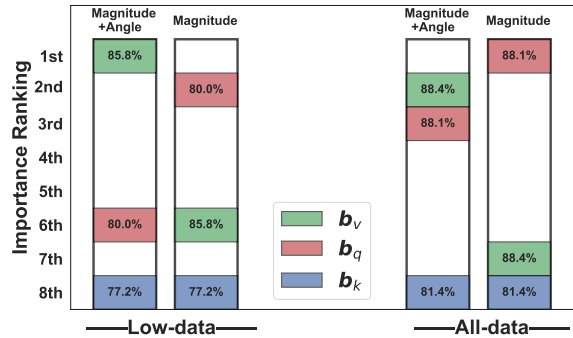 Magnitude
+Angle
Magnitude
Magnitude
+Angle
Magnitude
Importance Ranking
1st
85.8%
88.1%
2nd
80.0%
88.4%
3rd
88.1%
4th
5th
6th
80.0%
85.8%
7th
88.4%
8th
77.2%
77.2%
81.4%
81.4%
b_v
b_q
b_k
Low-data
All-data